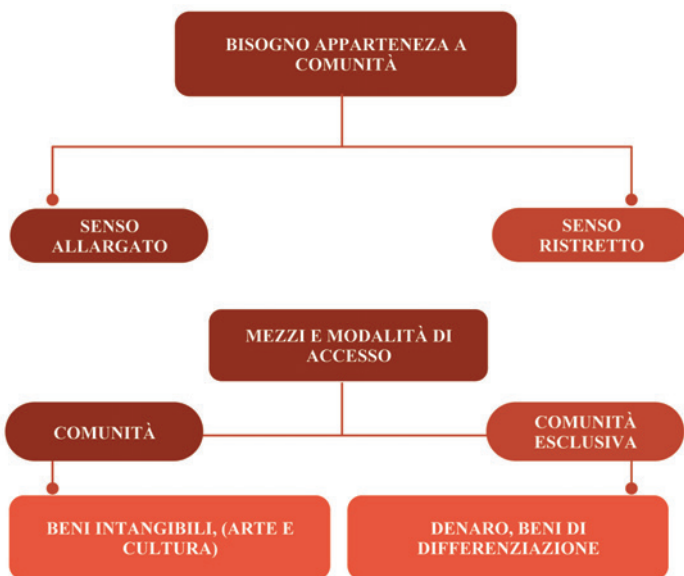 BISOGNO APPARTENEZA A
COMUNITÀ
SENSO
ALLARGATO
SENSO
RISTRETTO
MEZZI E MODALITÀ DI
ACCESSO
COMUNITÀ
COMUNITÀ
ESCLUSIVA
BENI INTANGIBILI, (ARTE E
CULTURA)
DENARO, BENI DI
DIFFERENZIAZIONE